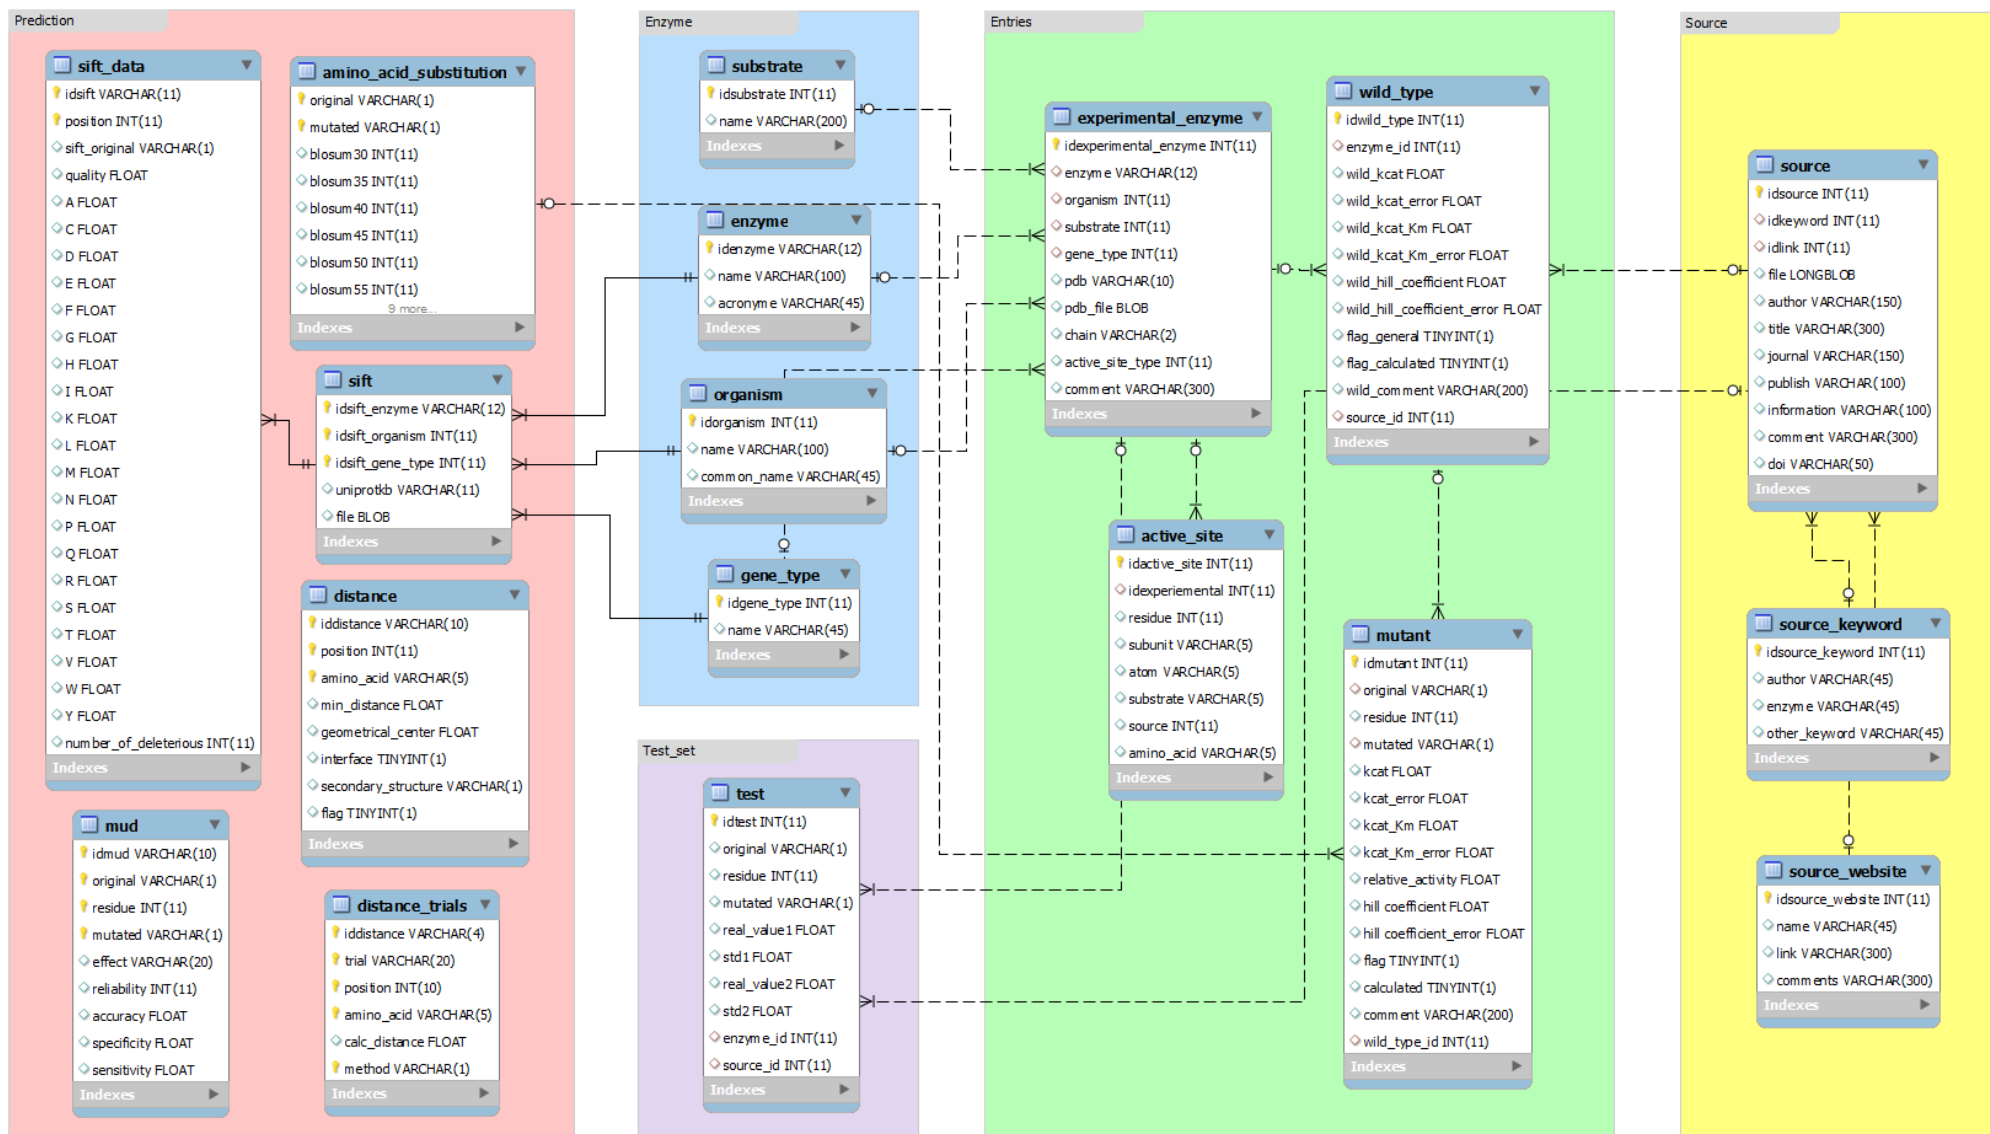 Prediction
sift_data
idsift VARCHAR(11)
position INT(11)
sift_original VARCHAR(1)
quality FLOAT
A FLOAT
C FLOAT
D FLOAT
E FLOAT
F FLOAT
G FLOAT
H FLOAT
I FLOAT
K FLOAT
L FLOAT
M FLOAT
N FLOAT
P FLOAT
Q FLOAT
R FLOAT
S FLOAT
T FLOAT
V FLOAT
W FLOAT
Y FLOAT
number_of_deleterious INT(11)
Indexes
amino_acid_substitution
original VARCHAR(1)
mutated VARCHAR(1)
blosum30 INT(11)
blosum35 INT(11)
blosum40 INT(11)
blosum45 INT(11)
blosum50 INT(11)
blosum55 INT(11)
9 more...
Indexes
sift
idsift_enzyme VARCHAR(12)
idsift_organism INT(11)
idsift_gene_type INT(11)
uniprotkb VARCHAR(11)
file BLOB
Indexes
distance
iddistance VARCHAR(10)
position INT(11)
amino_acid VARCHAR(5)
min_distance FLOAT
geometrical_center FLOAT
interface TINYINT(1)
secondary_structure VARCHAR(1)
flag TINYINT(1)
Indexes
mud
idmud VARCHAR(10)
original VARCHAR(1)
residue INT(11)
mutated VARCHAR(1)
effect VARCHAR(20)
reliability INT(11)
accuracy FLOAT
specificity FLOAT
sensitivity FLOAT
Indexes
distance_trials
iddistance VARCHAR(4)
trial VARCHAR(20)
position INT(10)
amino_acid VARCHAR(5)
calc_distance FLOAT
method VARCHAR(1)
Indexes
Enzyme
substrate
idsubstrate INT(11)
name VARCHAR(200)
Indexes
enzyme
idenzyme VARCHAR(12)
name VARCHAR(100)
acronyme VARCHAR(45)
Indexes
organism
idorganism INT(11)
name VARCHAR(100)
common_name VARCHAR(45)
Indexes
gene_type
idgene_type INT(11)
name VARCHAR(45)
Indexes
Test_set
test
idtest INT(11)
original VARCHAR(1)
residue INT(11)
mutated VARCHAR(1)
real_value1 FLOAT
std1 FLOAT
real_value2 FLOAT
std2 FLOAT
enzyme_id INT(11)
source_id INT(11)
Indexes
Entries
experimental_enzyme
idexperimental_enzyme INT(11)
enzyme VARCHAR(12)
organism INT(11)
substrate INT(11)
gene_type INT(11)
pdb VARCHAR(10)
pdb_file BLOB
chain VARCHAR(2)
active_site_type INT(11)
comment VARCHAR(300)
Indexes
wild_type
idwild_type INT(11)
enzyme_id INT(11)
wild_kcat FLOAT
wild_kcat_error FLOAT
wild_kcat_Km FLOAT
wild_kcat_Km_error FLOAT
wild_hill_coefficient FLOAT
wild_hill_coefficient_error FLOAT
flag_general TINYINT(1)
flag_calculated TINYINT(1)
wild_comment VARCHAR(200)
source_id INT(11)
Indexes
active_site
idactive_site INT(11)
idexperiemental INT(11)
residue INT(11)
subunit VARCHAR(5)
atom VARCHAR(5)
substrate VARCHAR(5)
source INT(11)
amino_acid VARCHAR(5)
Indexes
mutant
idmutant INT(11)
original VARCHAR(1)
residue INT(11)
mutated VARCHAR(1)
kcat FLOAT
kcat_error FLOAT
kcat_Km FLOAT
kcat_Km_error FLOAT
relative_activity FLOAT
hill coefficient FLOAT
hill coefficient_error FLOAT
flag TINYINT(1)
calculated TINYINT(1)
comment VARCHAR(200)
wild_type_id INT(11)
Indexes
Source
source
idsource INT(11)
idkeyword INT(11)
idlink INT(11)
file LONGBLOB
author VARCHAR(150)
title VARCHAR(300)
journal VARCHAR(150)
publish VARCHAR(100)
information VARCHAR(100)
comment VARCHAR(300)
doi VARCHAR(50)
Indexes
source_keyword
idsource_keyword INT(11)
author VARCHAR(45)
enzyme VARCHAR(45)
other_keyword VARCHAR(45)
Indexes
source_website
idsource_website INT(11)
name VARCHAR(45)
link VARCHAR(300)
comments VARCHAR(300)
Indexes